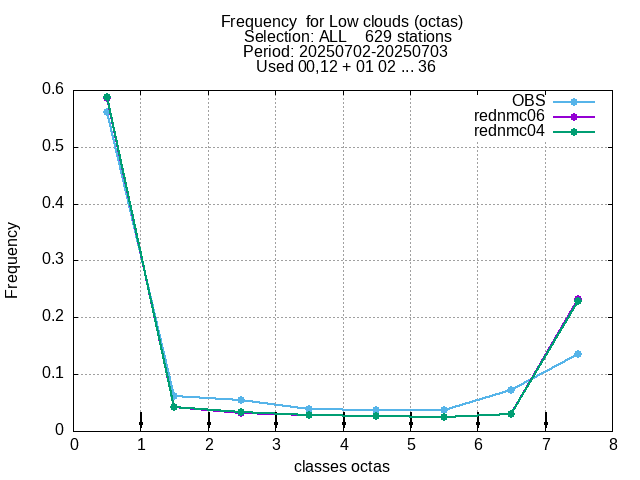 Frequency  for Low clouds (octas)
Selection: ALL    629 stations
Period: 20250702-20250703
Used 00,12 + 01 02 ... 36
OBS
rednmc06
rednmc04
0.6
0.5
0.4
0.3
0.2
0.1
0
Frequency
0 1 2 3 4 5 6 7 8
classes octas